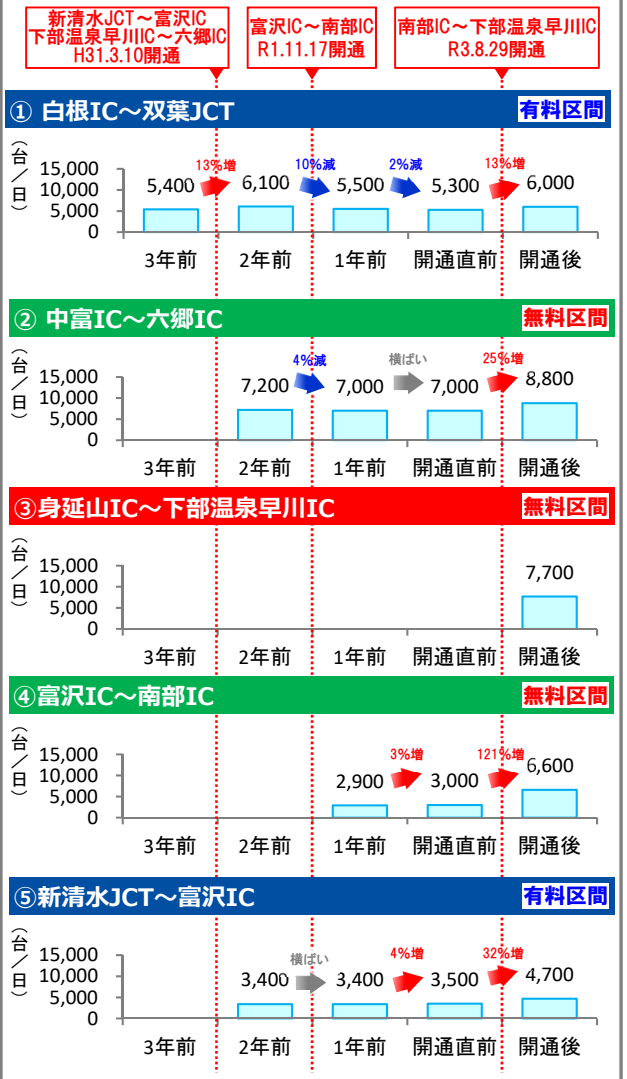 新清水JCT～富沢IC
下部温泉早川IC～六郷IC
H31.3.10開通
富沢IC～南部IC
R1.11.17開通
南部IC～下部温泉早川IC
R3.8.29開通
① 白根IC～双葉JCT 有料区間
（台／日）
15,000
10,000
5,000
0
5,400 13%増 6,100 10%減 5,500 2%減 5,300 13%増 6,000
3年前 2年前 1年前 開通直前 開通後
② 中富IC～六郷IC 無料区間
（台／日）
15,000
10,000
5,000
0
7,200 4%減 7,000 横ばい 7,000 25%増 8,800
3年前 2年前 1年前 開通直前 開通後
③身延山IC～下部温泉早川IC 無料区間
（台／日）
15,000
10,000
5,000
0
7,700
3年前 2年前 1年前 開通直前 開通後
④富沢IC～南部IC 無料区間
（台／日）
15,000
10,000
5,000
0
2,900 3%増 3,000 121%増 6,600
3年前 2年前 1年前 開通直前 開通後
⑤新清水JCT～富沢IC 有料区間
（台／日）
15,000
10,000
5,000
0
3,400 横ばい 3,400 4%増 3,500 32%増 4,700
3年前 2年前 1年前 開通直前 開通後